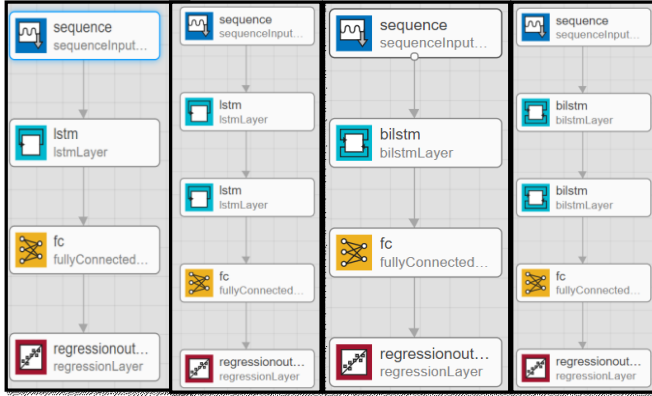 sequence
sequenceInput...
lstm
lstmLayer
fc
fullyConnected...
regressionout...
regressionLayer
sequence
sequenceInput...
lstm
lstmLayer
lstm
lstmLayer
fc
fullyConnected...
regressionout...
regressionLayer
sequence
sequenceInput...
bilstm
bilstmLayer
fc
fullyConnected...
regressionout...
regressionLayer
sequence
sequenceInput...
bilstm
bilstmLayer
bilstm
bilstmLayer
fc
fullyConnected...
regressionout...
regressionLayer